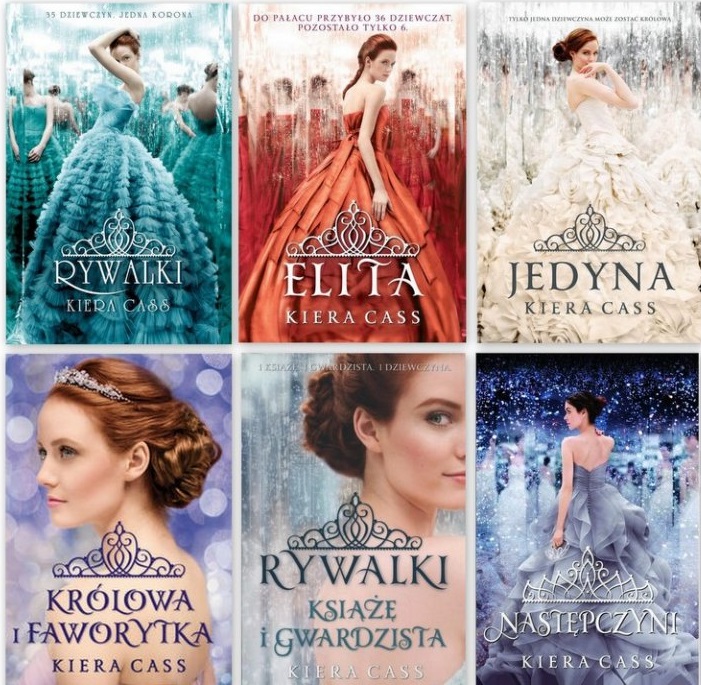 35 DZIEWCZYN. JEDNA KORONA
RYWALKI
KIERA CASS
DO PAŁACU PRZYBYŁO 36 DZIEWCZĄT.
POZOSTAŁO TYLKO 6.
ELITA
KIERA CASS
TYLKO JEDNA DZIEWCZYNA MOŻE ZOSTAĆ KRÓLOWĄ
JEDYNA
KIERA CASS
KRÓLOWA
I FAWORYTKA
KIERA CASS
1 KSIĄŻĘ. 1 GWARDZISTA. 1 DZIEWCZYNA.
RYWALKI
KSIĄŻĘ
i GWARDZISTA
KIERA CASS
NASTĘPCZYNI
KIERA CASS